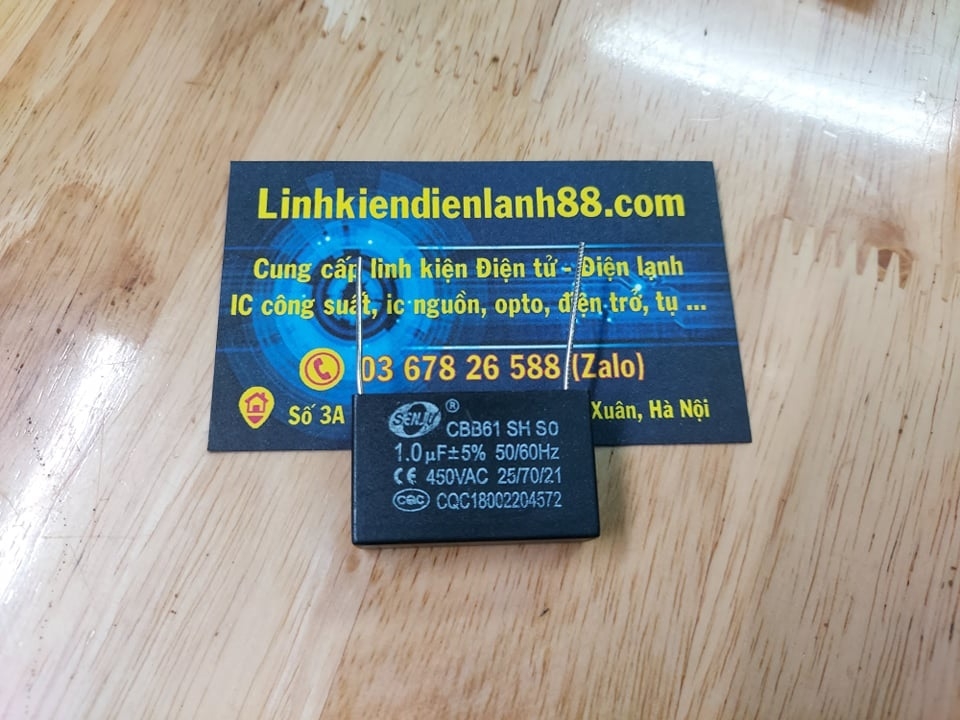 Linhkiendienlanh88.com
Cung cấp linh kiện Điện tử - Điện lạnh
IC công suất, ic nguồn, opto, điện trở, tụ ...
03 678 26 588 (Zalo)
Số 3A Xuân, Hà Nội
SENJU ®
CBB61 SH S0
1.0 µF±5% 50/60Hz
CE 450VAC 25/70/21
CQC CQC18002204572